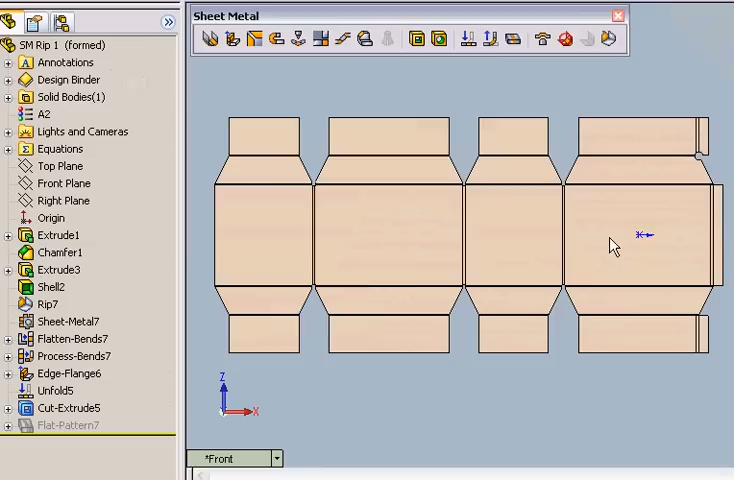 Sheet Metal
SM Rip 1 (formed)
Annotations
Design Binder
Solid Bodies(1)
A2
Lights and Cameras
Equations
Top Plane
Front Plane
Right Plane
Origin
Extrude1
Chamfer1
Extrude3
Shell2
Rip7
Sheet-Metal7
Flatten-Bends7
Process-Bends7
Edge-Flange6
Unfold5
Cut-Extrude5
Flat-Pattern7
Z
X
*Front